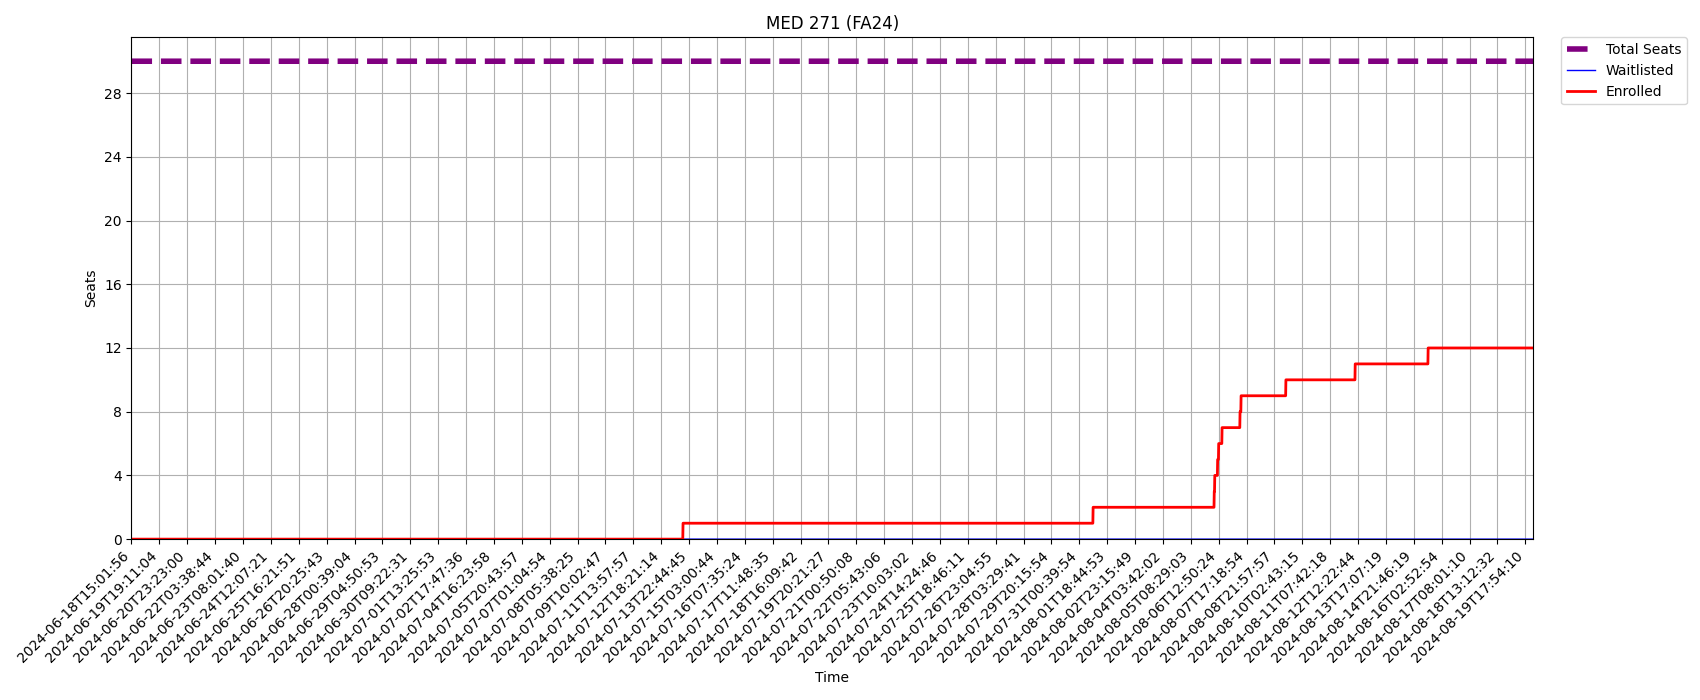 MED 271 (FA24)
Total Seats
Waitlisted
Enrolled
28
24
20
16
12
8
4
0
Seats
2024-06-18T15:01:56
2024-06-19T19:11:04
2024-06-20T23:23:00
2024-06-22T03:38:44
2024-06-23T08:01:40
2024-06-24T12:07:21
2024-06-25T16:21:51
2024-06-26T20:25:43
2024-06-28T00:39:04
2024-06-29T04:50:53
2024-06-30T09:22:31
2024-07-01T13:25:53
2024-07-02T17:47:36
2024-07-04T16:23:58
2024-07-05T20:43:57
2024-07-07T01:04:54
2024-07-08T05:38:25
2024-07-09T10:02:47
2024-07-11T13:57:57
2024-07-12T18:21:14
2024-07-13T22:44:45
2024-07-15T03:00:44
2024-07-16T07:35:24
2024-07-17T11:48:35
2024-07-18T16:09:42
2024-07-19T20:21:27
2024-07-21T00:50:08
2024-07-22T05:43:06
2024-07-23T10:03:02
2024-07-24T14:24:46
2024-07-25T18:46:11
2024-07-26T23:04:55
2024-07-28T03:29:41
2024-07-29T20:15:54
2024-07-31T00:39:54
2024-08-01T18:44:53
2024-08-02T23:15:49
2024-08-04T03:42:02
2024-08-05T08:29:03
2024-08-06T12:50:24
2024-08-07T17:18:54
2024-08-08T21:57:57
2024-08-10T02:43:15
2024-08-11T07:42:18
2024-08-12T12:22:44
2024-08-13T17:07:19
2024-08-14T21:46:19
2024-08-16T02:52:54
2024-08-17T08:01:10
2024-08-18T13:12:32
2024-08-19T17:54:10
Time